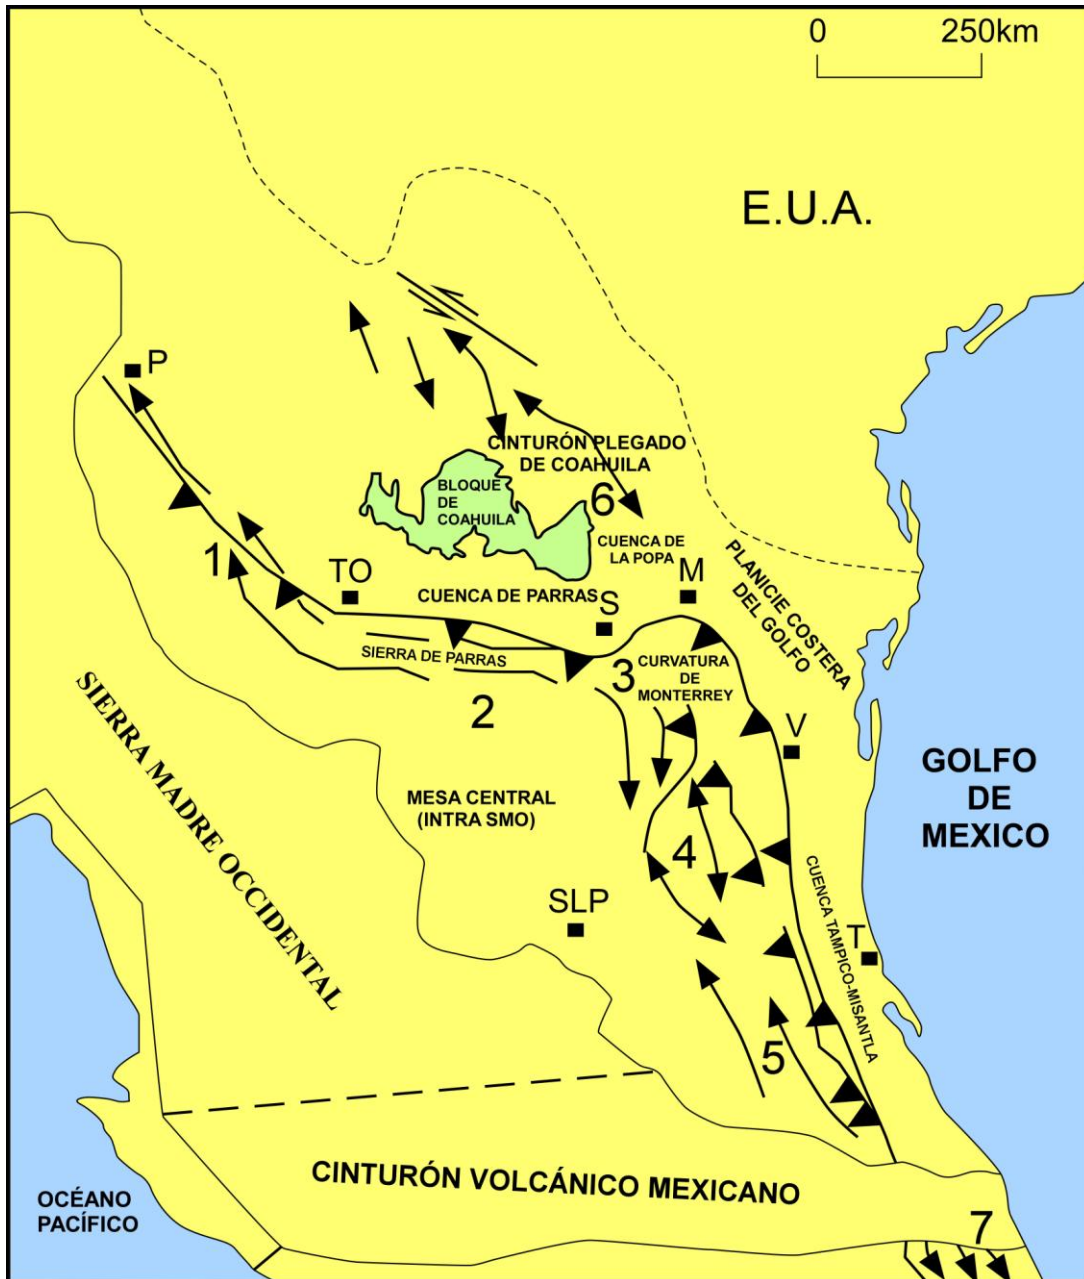 0 250km
E.U.A.
P
CINTURÓN PLEGADO
DE COAHUILA
BLOQUE
DE
COAHUILA
6
CUENCA DE
LA POPA
PLANICIE COSTERA
DEL GOLFO
1
TO
M
CUENCA DE PARRAS
S
SIERRA DE PARRAS
3
CURVATURA
DE
MONTERREY
2
V
SIERRA MADRE OCCIDENTAL
GOLFO
DE
MEXICO
MESA CENTRAL
(INTRA SMO)
4
CUENCA TAMPICO-MISANTLA
SLP
T
5
CINTURÓN VOLCÁNICO MEXICANO
OCÉANO
PACÍFICO
7